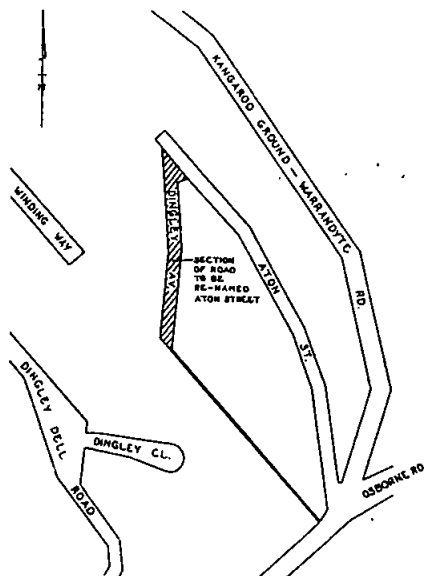 KANGAROO GROUND — WARRANDYTE RD.
WINDING WAY
DINGLEY AV.
SECTION
OF ROAD
TO BE
RE-NAMED
ATON STREET
ATON ST.
DINGLEY DELL ROAD
DINGLEY CL.
OSBORNE RD